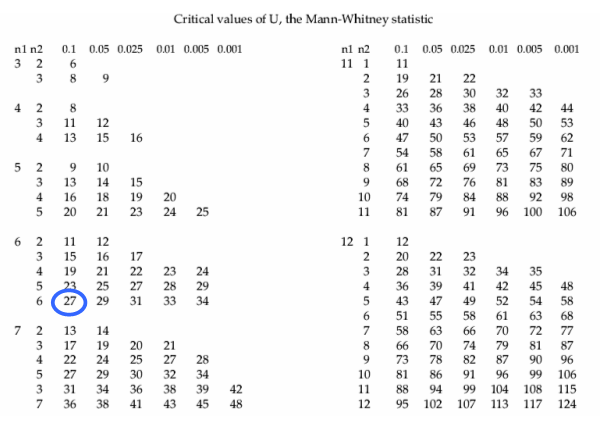 Critical values of U, the Mann-Whitney statistic
n1 n2 0.1 0.05 0.025 0.01 0.005 0.001
3 2 6
3 8 9
4 2 8
3 11 12
4 13 15 16
5 2 9 10
3 13 14 15
4 16 18 19 20
5 20 21 23 24 25
6 2 11 12
3 15 16 17
4 19 21 22 23 24
5 23 25 27 28 29
6 27 29 31 33 34
7 2 13 14
3 17 19 20 21
4 22 24 25 27 28
5 27 29 30 32 34
3 31 34 36 38 39 42
7 36 38 41 43 45 48
n1 n2 0.1 0.05 0.025 0.01 0.005 0.001
11 1 11
2 19 21 22
3 26 28 30 32 33
4 33 36 38 40 42 44
5 40 43 46 48 50 53
6 47 50 53 57 59 62
7 54 58 61 65 67 71
8 61 65 69 73 75 80
9 68 72 76 81 83 89
10 74 79 84 88 92 98
11 81 87 91 96 100 106
12 1 12
2 20 22 23
3 28 31 32 34 35
4 36 39 41 42 45 48
5 43 47 49 52 54 58
6 51 55 58 61 63 68
7 58 63 66 70 72 77
8 66 70 74 79 81 87
9 73 78 82 87 90 96
10 81 86 91 96 99 106
11 88 94 99 104 108 115
12 95 102 107 113 117 124